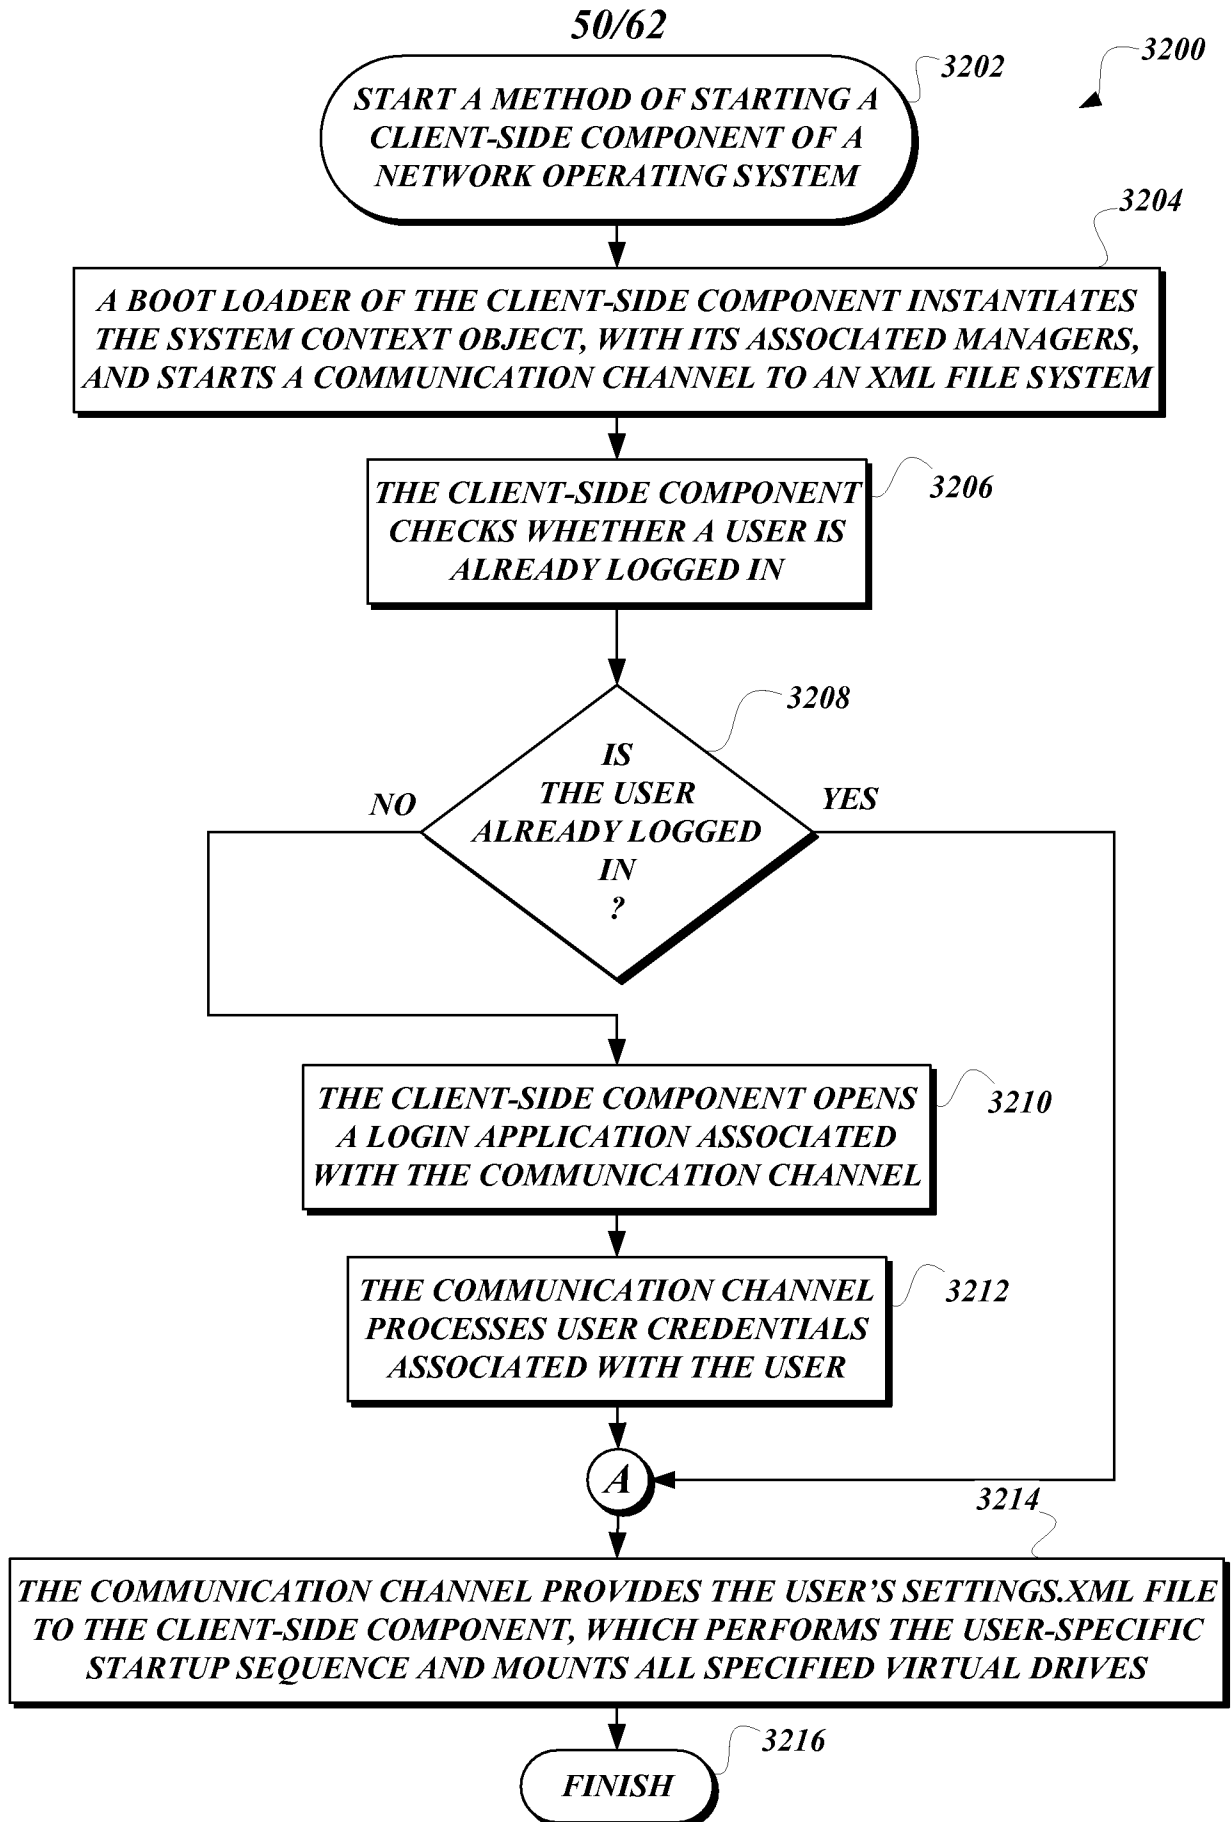 50/62
3200
3202
START A METHOD OF STARTING A
CLIENT-SIDE COMPONENT OF A
NETWORK OPERATING SYSTEM
3204
A BOOT LOADER OF THE CLIENT-SIDE COMPONENT INSTANTIATES
THE SYSTEM CONTEXT OBJECT, WITH ITS ASSOCIATED MANAGERS,
AND STARTS A COMMUNICATION CHANNEL TO AN XML FILE SYSTEM
3206
THE CLIENT-SIDE COMPONENT
CHECKS WHETHER A USER IS
ALREADY LOGGED IN
3208
IS
THE USER
ALREADY LOGGED
IN
?
NO
YES
3210
THE CLIENT-SIDE COMPONENT OPENS
A LOGIN APPLICATION ASSOCIATED
WITH THE COMMUNICATION CHANNEL
3212
THE COMMUNICATION CHANNEL
PROCESSES USER CREDENTIALS
ASSOCIATED WITH THE USER
A
3214
THE COMMUNICATION CHANNEL PROVIDES THE USER'S SETTINGS.XML FILE
TO THE CLIENT-SIDE COMPONENT, WHICH PERFORMS THE USER-SPECIFIC
STARTUP SEQUENCE AND MOUNTS ALL SPECIFIED VIRTUAL DRIVES
3216
FINISH